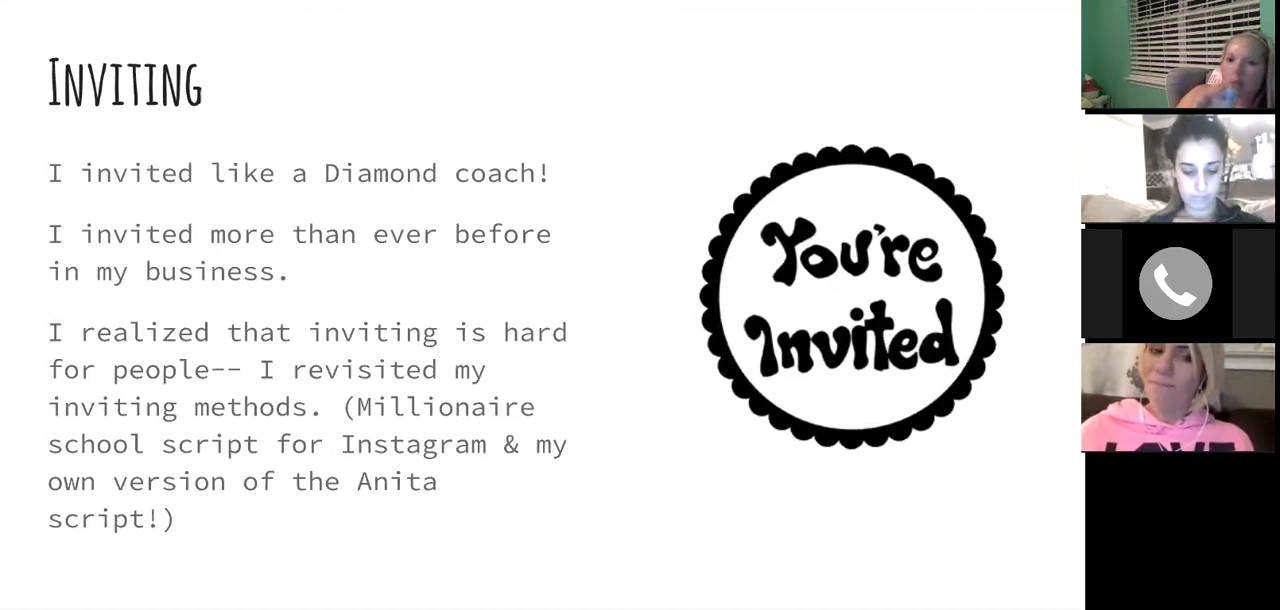 INVITING
I invited like a Diamond coach!
I invited more than ever before
in my business.
I realized that inviting is hard
for people-- I revisited my
inviting methods. (Millionaire
school script for Instagram & my
own version of the Anita
script!)
You're
Invited